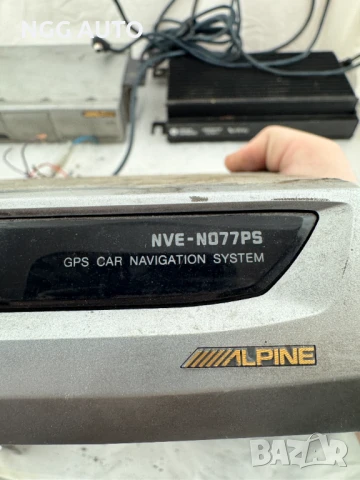 NGG AUTO
NVE-N077PS
GPS CAR NAVIGATION SYSTEM
ALPINE
BAZAR